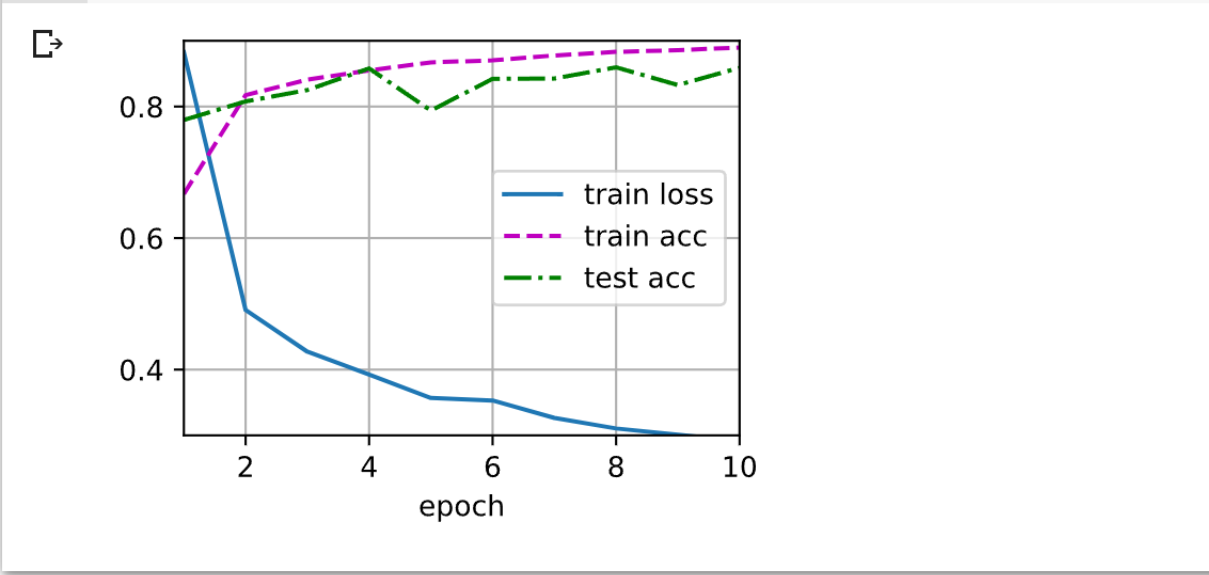 0.8
0.6
0.4
train loss
train acc
test acc
2 4 6 8 10
epoch